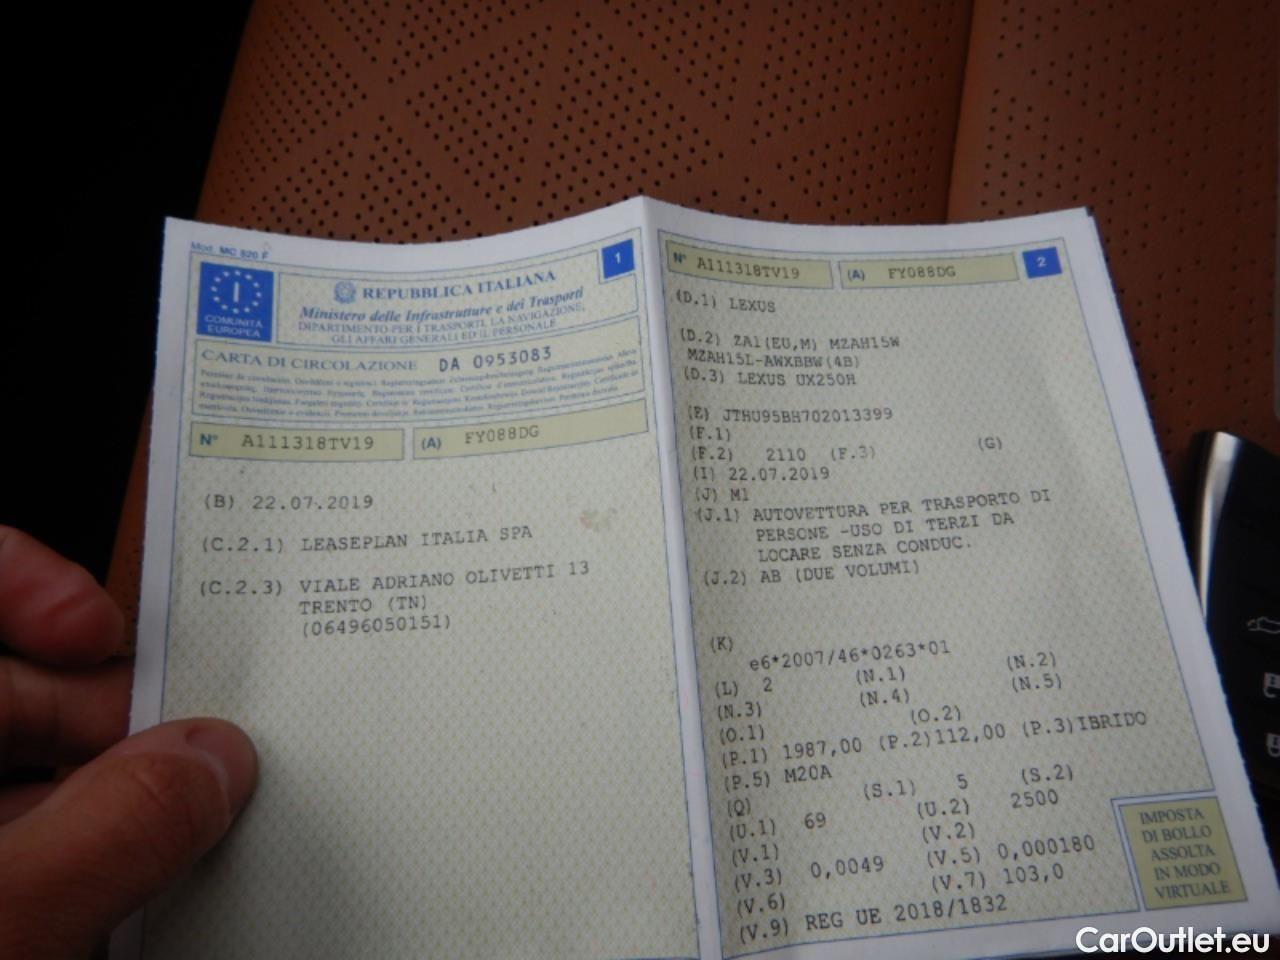 Mod. MC 820 F
1
COMUNITÀ
EUROPEA
I
REPUBBLICA ITALIANA
Ministero delle Infrastrutture e dei Trasporti
DIPARTIMENTO PER I TRASPORTI, LA NAVIGAZIONE,
GLI AFFARI GENERALI ED IL PERSONALE
CARTA DI CIRCOLAZIONE DA 0953083
N° A111318TV19 (A) FY088DG
(B) 22.07.2019
(C.2.1) LEASEPLAN ITALIA SPA
(C.2.3) VIALE ADRIANO OLIVETTI 13
TRENTO (TN)
(06496050151)
N° A111318TV19 (A) FY088DG 2
(D.1) LEXUS
(D.2) ZA1(EU,M) MZAH15W
MZAH15L-AWXBBW(4B)
(D.3) LEXUS UX250H
(E) JTHU95BH702013399
(F.1)
(F.2) 2110 (F.3) (G)
(I) 22.07.2019
(J) M1
(J.1) AUTOVETTURA PER TRASPORTO DI
PERSONE -USO DI TERZI DA
LOCARE SENZA CONDUC.
(J.2) AB (DUE VOLUMI)
(K)
e6*2007/46*0263*01
(L) 2 (N.1) (N.2)
(N.3) (N.4) (N.5)
(O.1) (O.2)
(P.1) 1987,00 (P.2)112,00 (P.3)IBRIDO
(P.5) M20A
(Q) (S.1) 5 (S.2)
(U.1) 69 (U.2) 2500
(V.1) (V.2)
(V.3) 0,0049 (V.5) 0,000180
(V.6) (V.7) 103,0
(V.9) REG UE 2018/1832
IMPOSTA
DI BOLLO
ASSOLTA
IN MODO
VIRTUALE
CarOutlet.eu